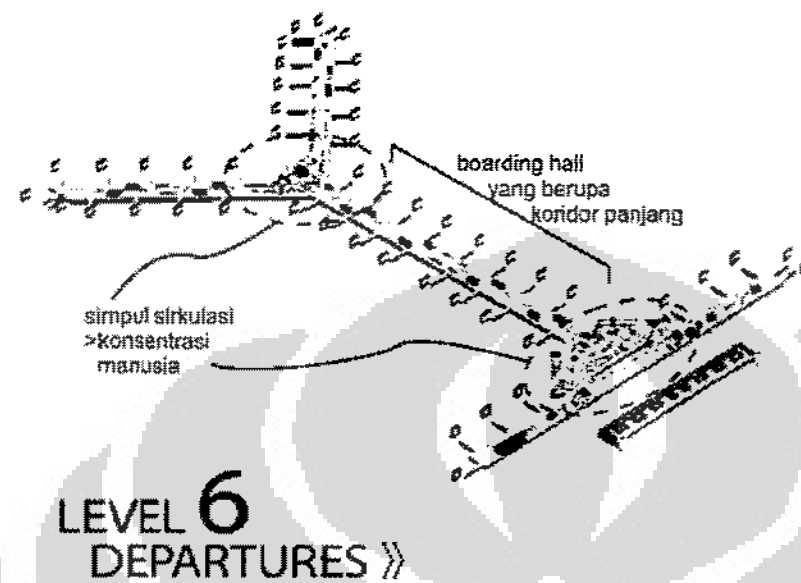 boarding hall
yang berupa
koridor panjang
simpul sirkulasi
>konsentrasi
manusia
LEVEL 6
DEPARTURES »